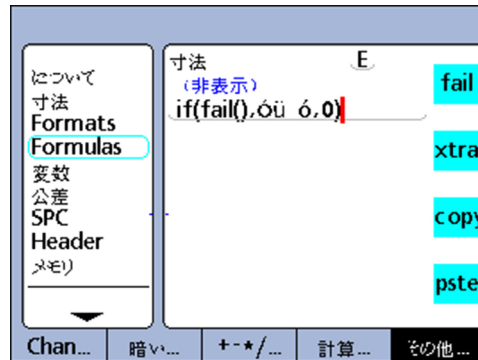 について
寸法
Formats
Formulas
変数
公差
SPC
Header
メモリ
寸法
E
(非表示)
if(fail(),óü ó,0)
fail
xtra
copy
pste
Chan...
暗い...
+-*/...
計算...
その他...